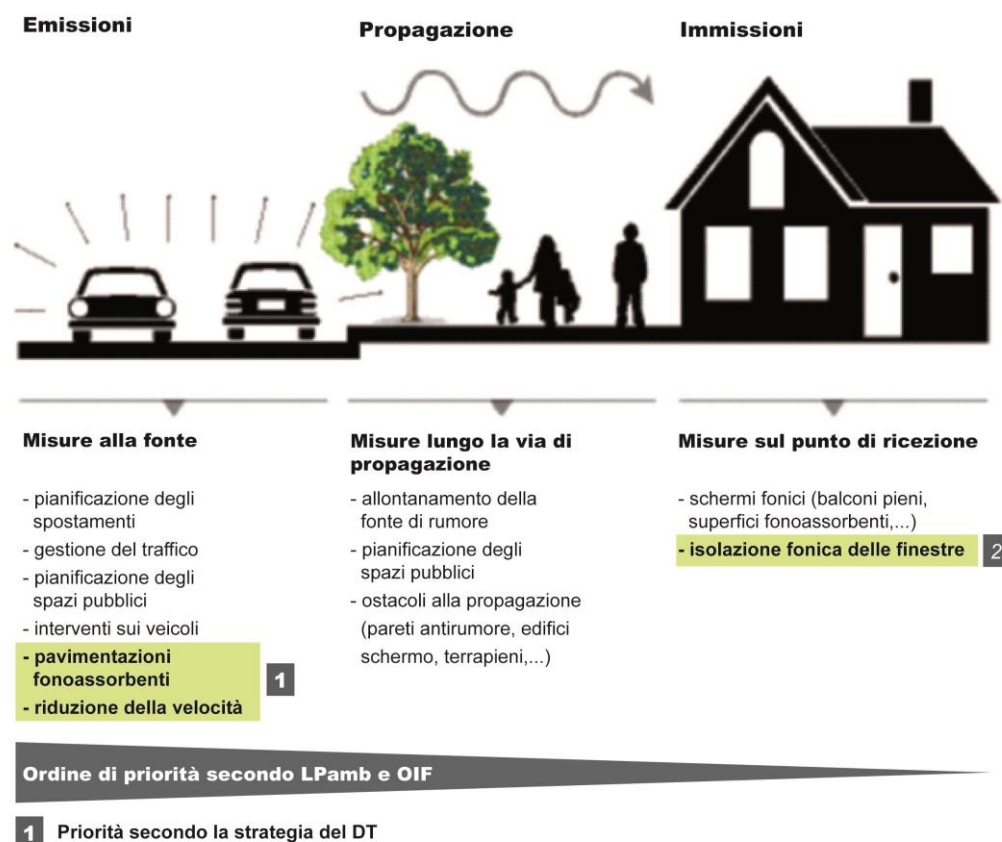 Emissioni
Propagazione
Immissioni
Misure alla fonte
- pianificazione degli
spostamenti
- gestione del traffico
- pianificazione degli
spazi pubblici
- interventi sui veicoli
- pavimentazioni
fonoassorbenti
- riduzione della velocità
1
Misure lungo la via di
propagazione
- allontanamento della
fonte di rumore
- pianificazione degli
spazi pubblici
- ostacoli alla propagazione
(pareti antirumore, edifici
schermo, terrapieni,...)
Misure sul punto di ricezione
- schermi fonici (balconi pieni,
superfici fonoassorbenti,...)
- isolazione fonica delle finestre
2
Ordine di priorità secondo LPamb e OIF
1 Priorità secondo la strategia del DT